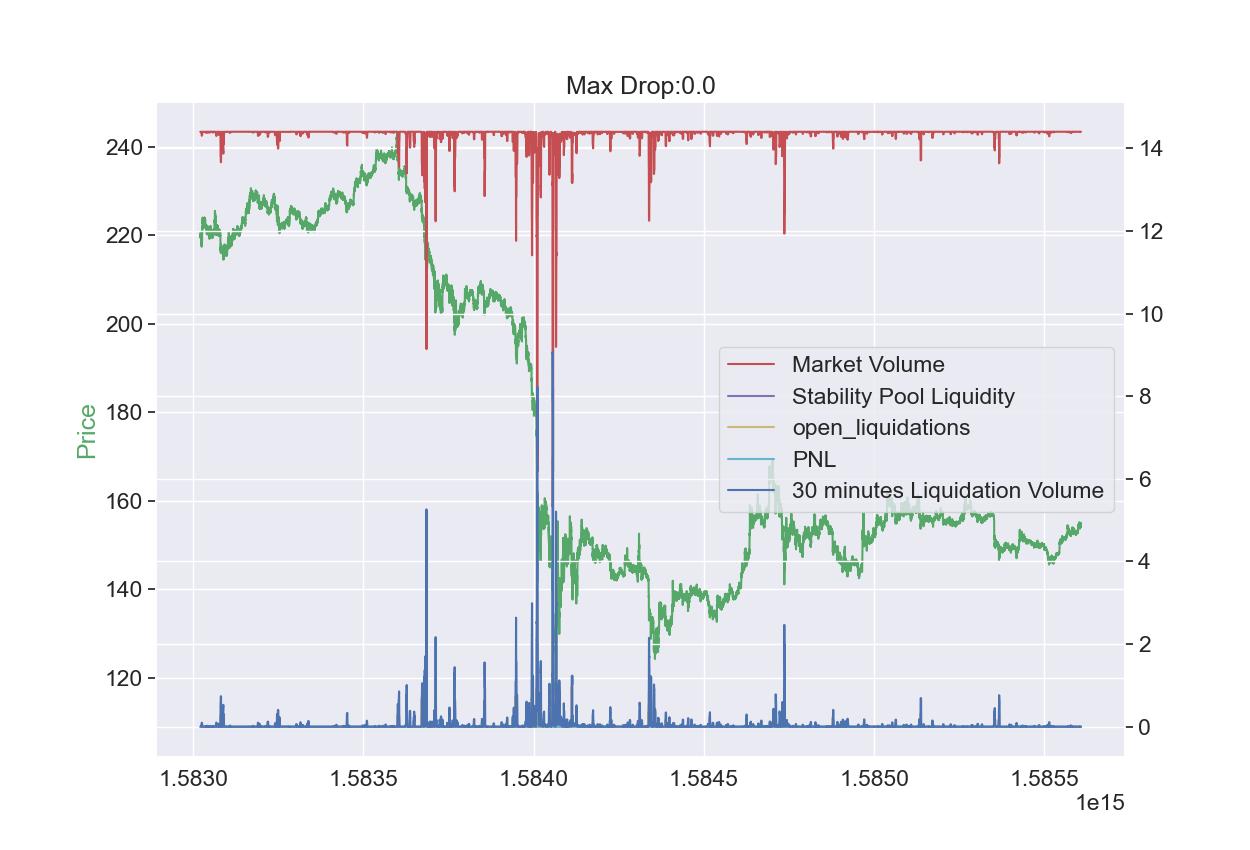 Max Drop:0.0
240
220
200
180
160
140
120
Price
14
12
10
8
6
4
2
0
Market Volume
Stability Pool Liquidity
open_liquidations
PNL
30 minutes Liquidation Volume
1.5830 1.5835 1.5840 1.5845 1.5850 1.5855
1e15